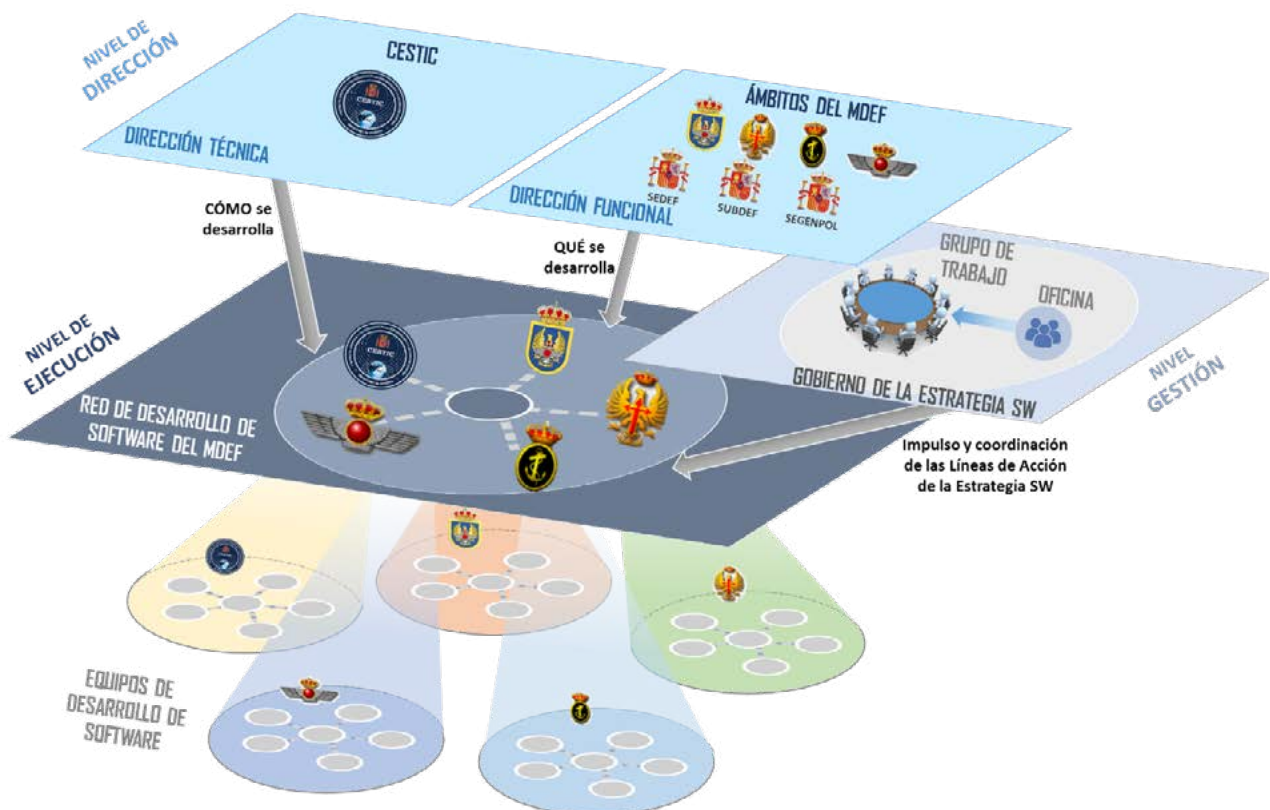 NIVEL DE
DIRECCIÓN
CESTIC
CESTIC
DIRECCIÓN TÉCNICA
ÁMBITOS DEL MDEF
SEDEF
SUBDEF
SEGENPOL
DIRECCIÓN FUNCIONAL
CÓMO se
desarrolla
QUÉ se
desarrolla
GRUPO DE
TRABAJO
OFICINA
GOBIERNO DE LA ESTRATEGIA SW
NIVEL
GESTIÓN
NIVEL DE
EJECUCIÓN
CESTIC
RED DE DESARROLLO DE
SOFTWARE DEL MDEF
Impulso y coordinación
de las Líneas de Acción
de la Estrategia SW
EQUIPOS DE
DESARROLLO DE
SOFTWARE